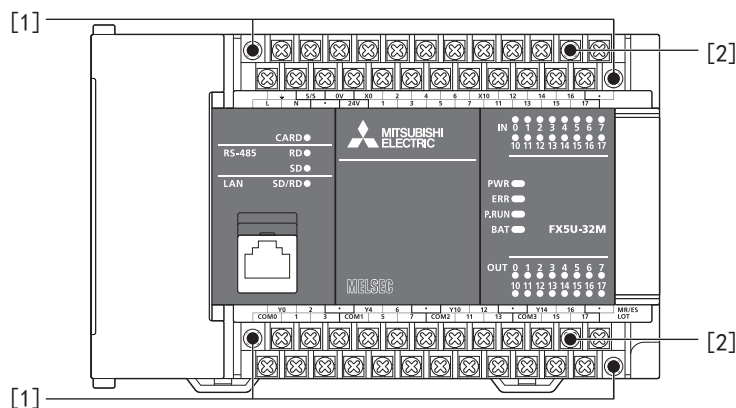 [1]
[2]
S/S 0V X0 2 4 6 X10 12 14 16 •
L N • 24V 1 3 5 7 11 13 15 17
CARD
RS-485 RD
SD
LAN SD/RD
MITSUBISHI
ELECTRIC
MELSEC
IN 0 1 2 3 4 5 6 7
10 11 12 13 14 15 16 17
PWR
ERR
P.RUN
BAT
FX5U-32M
OUT 0 1 2 3 4 5 6 7
10 11 12 13 14 15 16 17
Y0 2 • Y4 6 • Y10 12 • Y14 16 • MR/ES
COM0 1 3 COM1 5 7 COM2 11 13 COM3 15 17 LOT
[2]
[1]